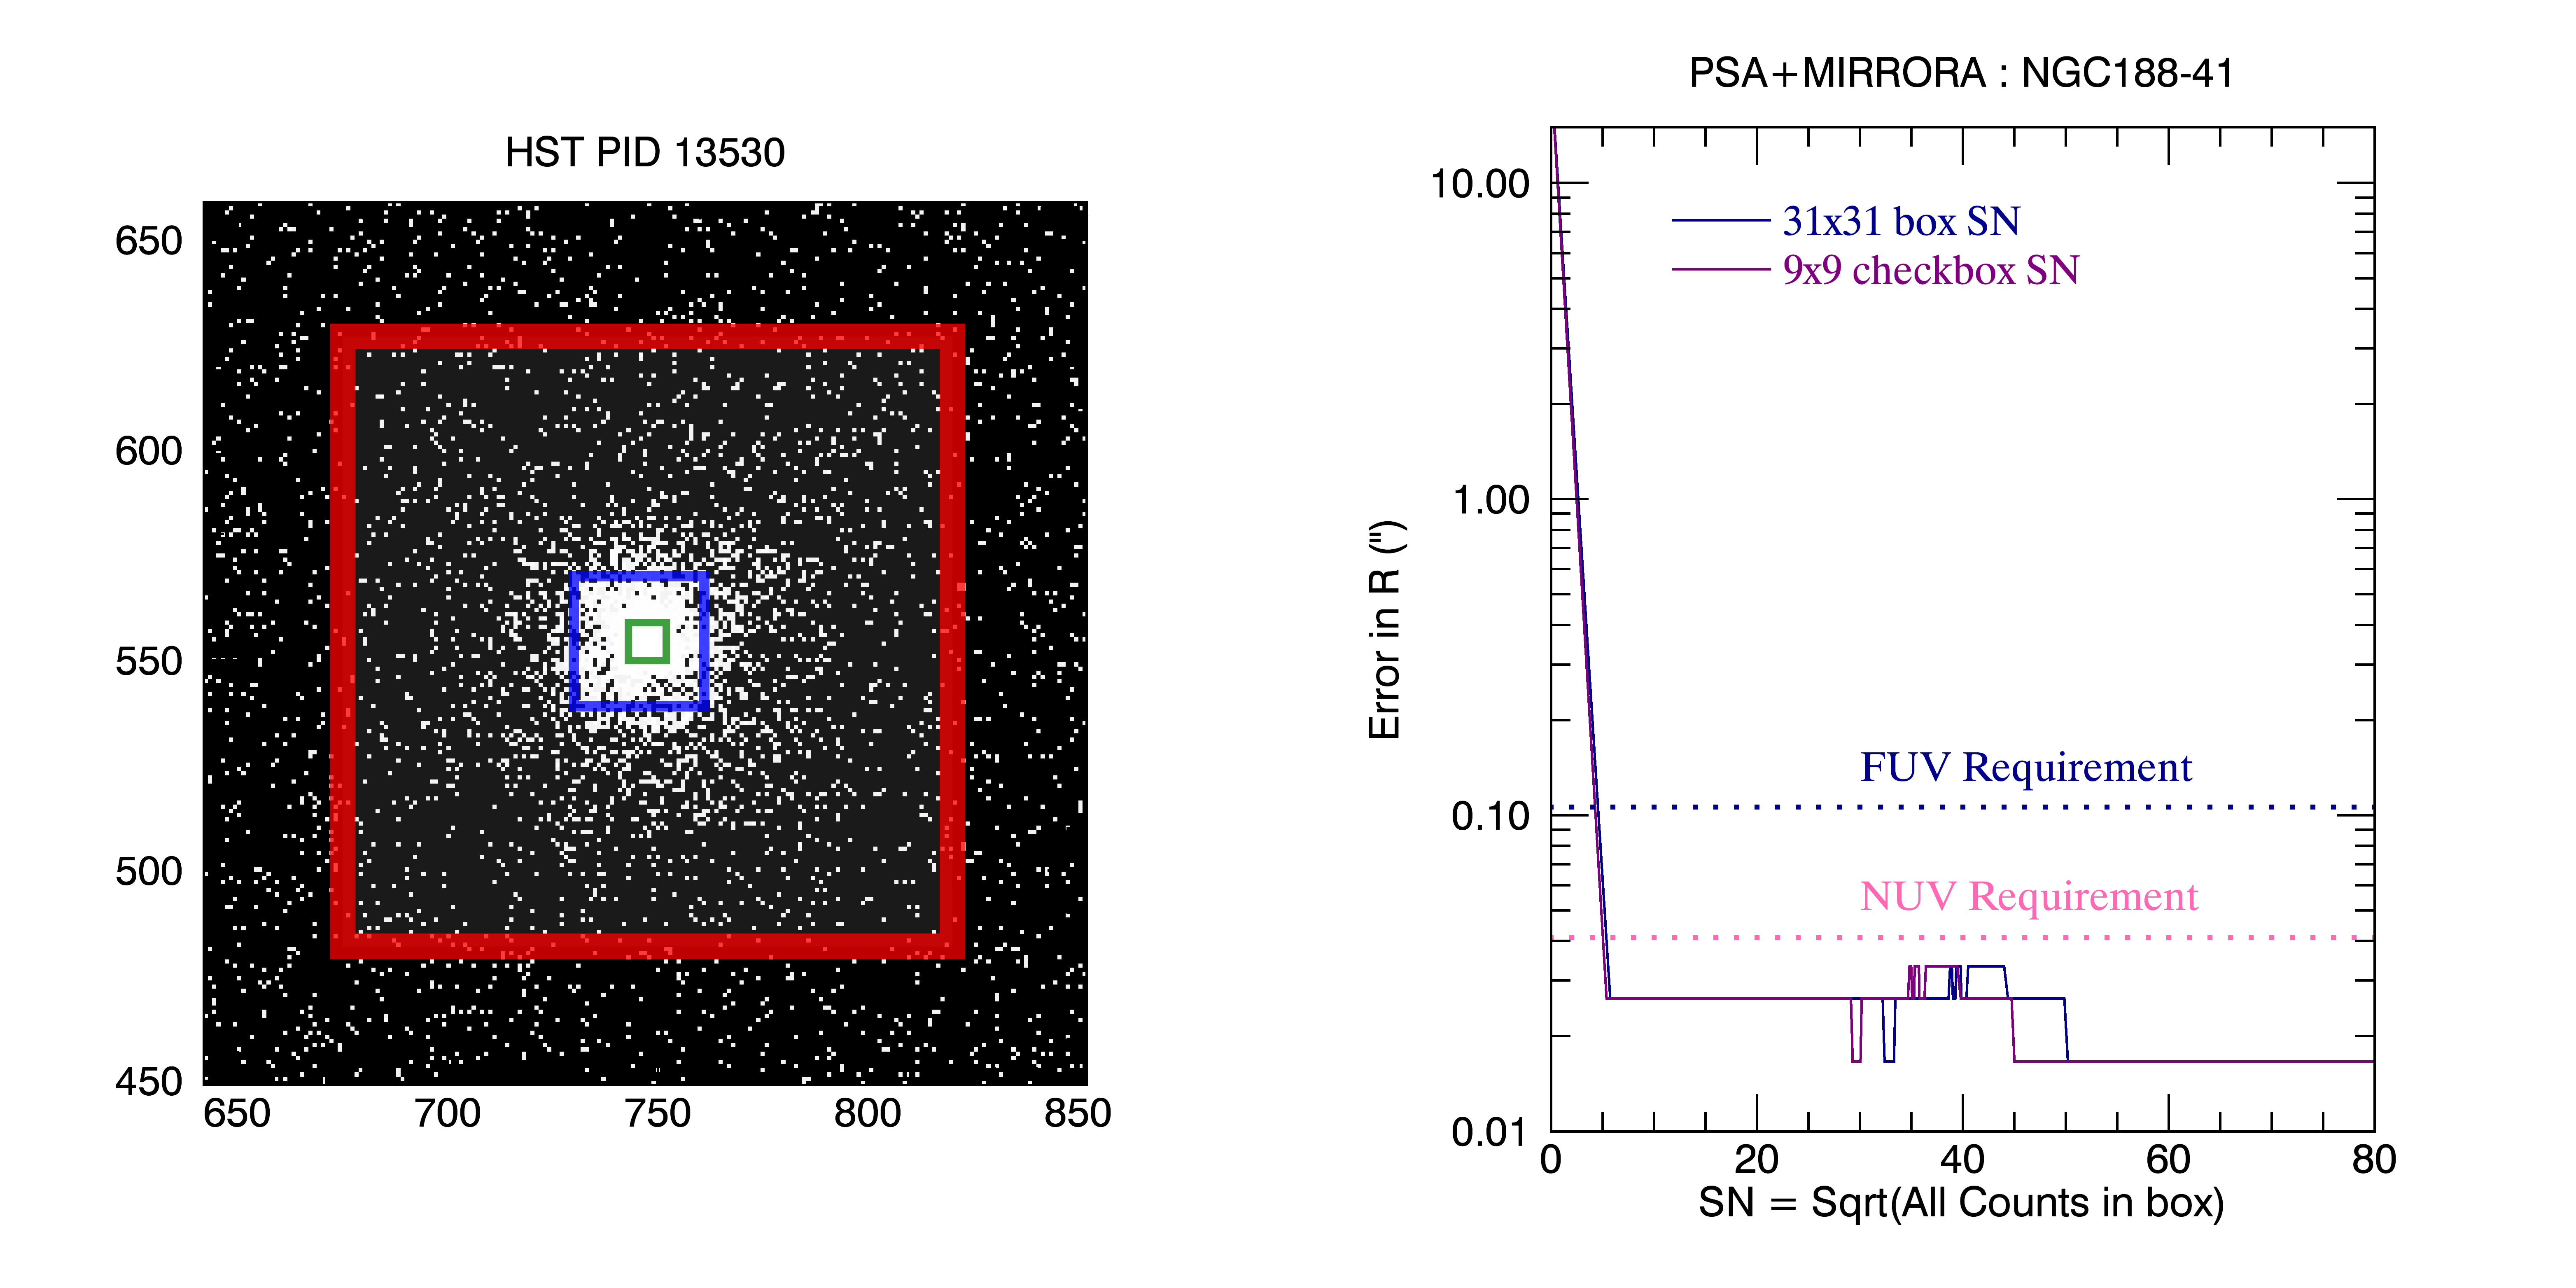 HST PID 13530
650
600
550
500
450
650 700 750 800 850
PSA+MIRRORA : NGC188-41
10.00
1.00
0.10
0.01
Error in R (")
31x31 box SN
9x9 checkbox SN
FUV Requirement
NUV Requirement
0 20 40 60 80
SN = Sqrt(All Counts in box)